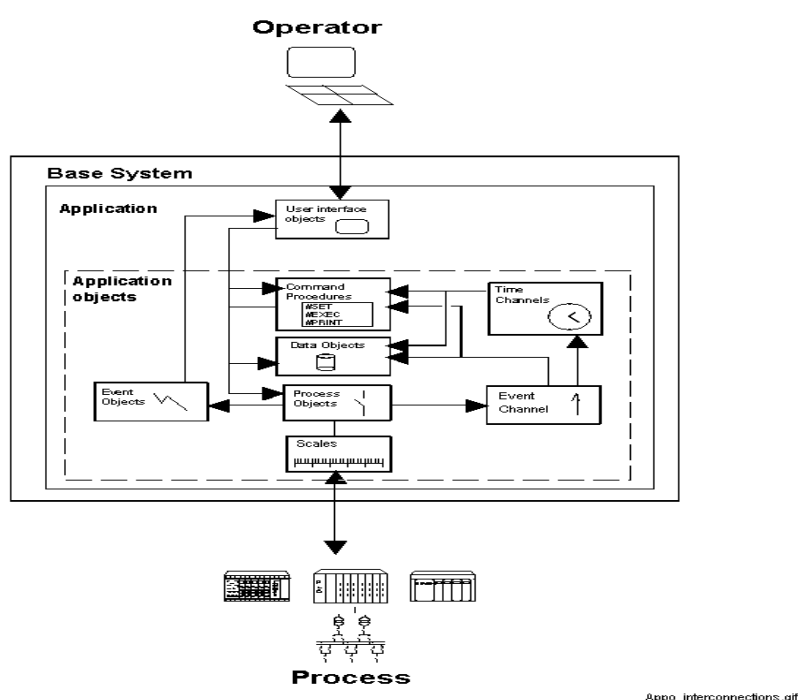 Operator
Base System
Application
User interface
objects
Application
objects
Command
Procedures
#SET
#EXEC
#PRINT
Time
Channels
Data Objects
Event
Objects
Process
Objects
Event
Channel
Scales
Process
Appo_interconnections.gif